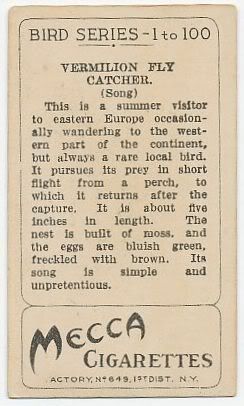 BIRD SERIES - 1 to 100
VERMILION FLY
CATCHER.
(Song)
This is a summer visitor
to eastern Europe occasion-
ally wandering to the west-
ern part of the continent,
but always a rare local bird.
It pursues its prey in short
flight from a perch, to
which it returns after the
capture. It is about five
inches in length. The
nest is built of moss, and
the eggs are bluish green,
freckled with brown. Its
song is simple and
unpretentious.
MECCA
CIGARETTES
ACTORY, No 649, 1ST DIST. N.Y.